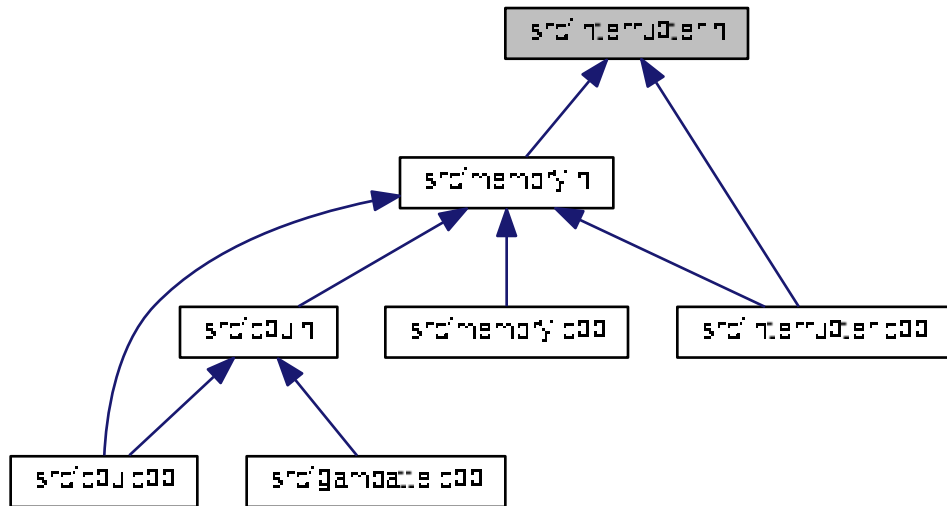 src/interrupter.h
src/memory.h
src/cpu.h
src/memory.cpp
src/interrupter.cpp
src/cpu.cpp
src/gambatte.cpp